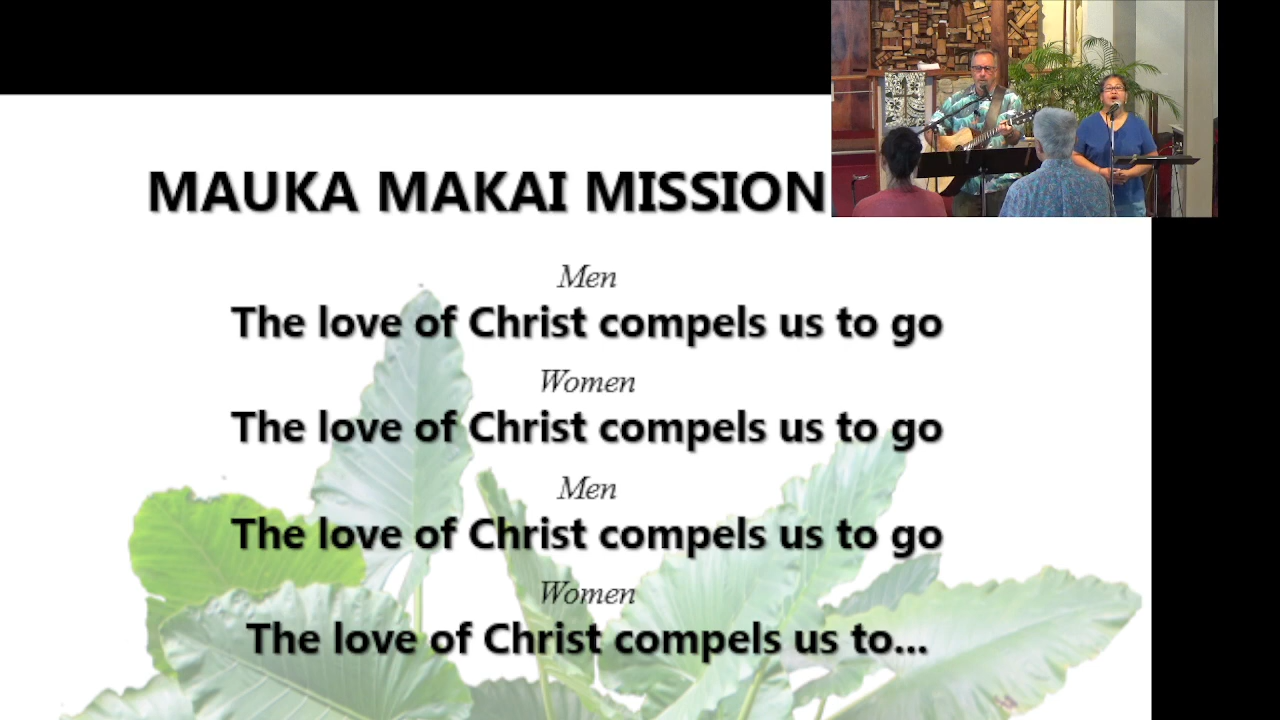 MAUKA MAKAI MISSION
Men
The love of Christ compels us to go
Women
The love of Christ compels us to go
Men
The love of Christ compels us to go
Women
The love of Christ compels us to...